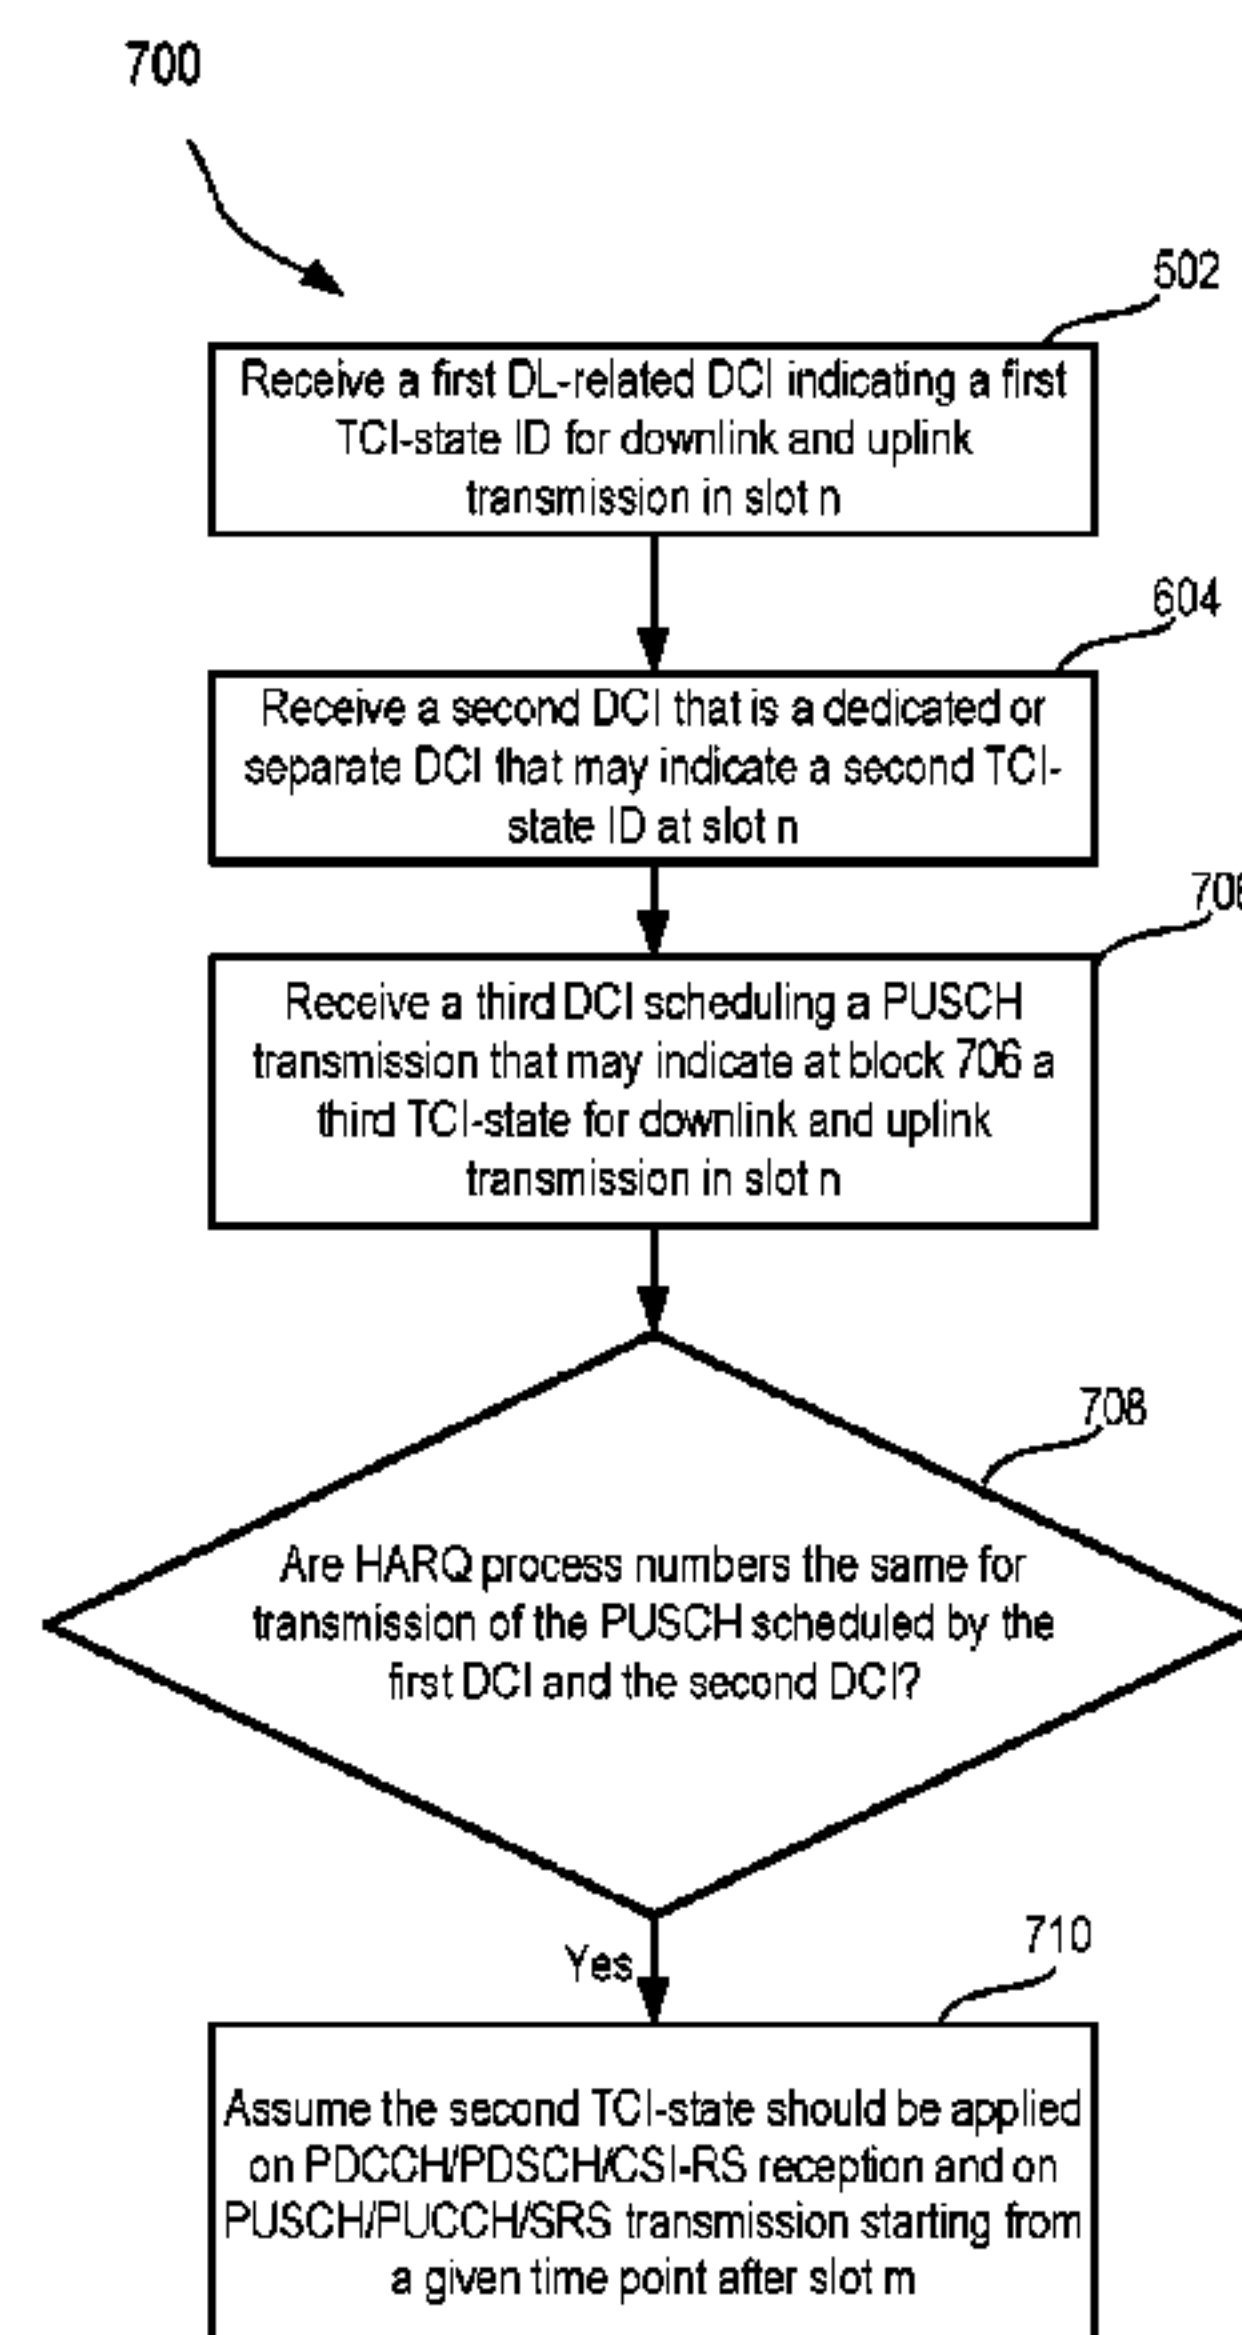 700
502
Receive a first DL-related DCI indicating a first
TCI-state ID for downlink and uplink
transmission in slot n
604
Receive a second DCI that is a dedicated or
separate DCI that may indicate a second TCI-
state ID at slot n
Receive a third DCI scheduling a PUSCH
transmission that may indicate at block 706 a
third TCI-state for downlink and uplink
transmission in slot n
708
Are HARQ process numbers the same for
transmission of the PUSCH scheduled by the
first DCI and the second DCI?
Yes
710
Assume the second TCI-state should be applied
on PDCCH/PDSCH/CSI-RS reception and on
PUSCH/PUCCH/SRS transmission starting from
a given time point after slot m